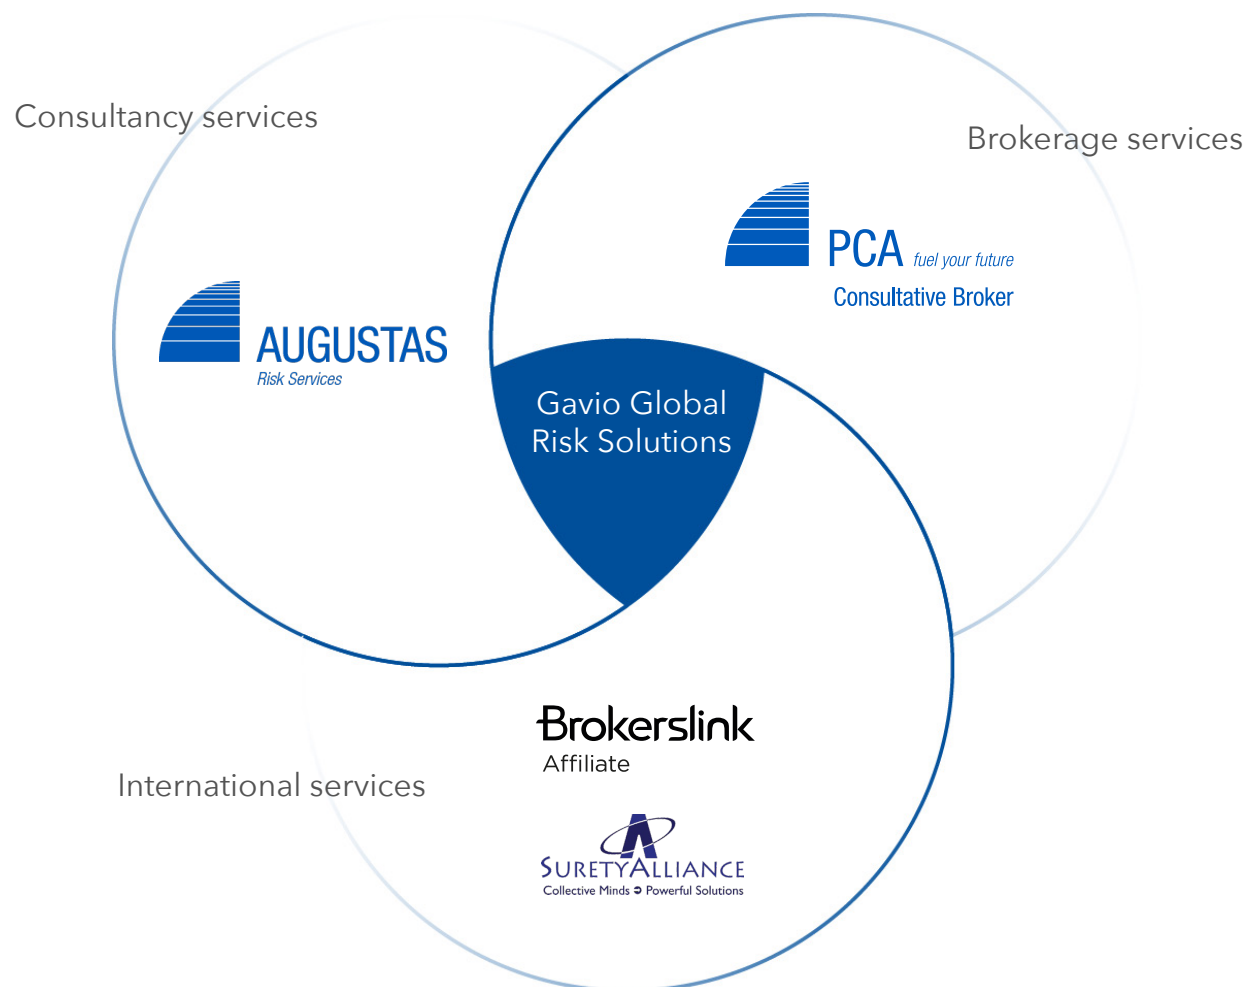 Consultancy services
Brokerage services
PCA fuel your future
Consultative Broker
AUGUSTAS
Risk Services
Gavio Global
Risk Solutions
Brokerslink
Affiliate
International services
SURETYALLIANCE
Collective Minds ➲ Powerful Solutions